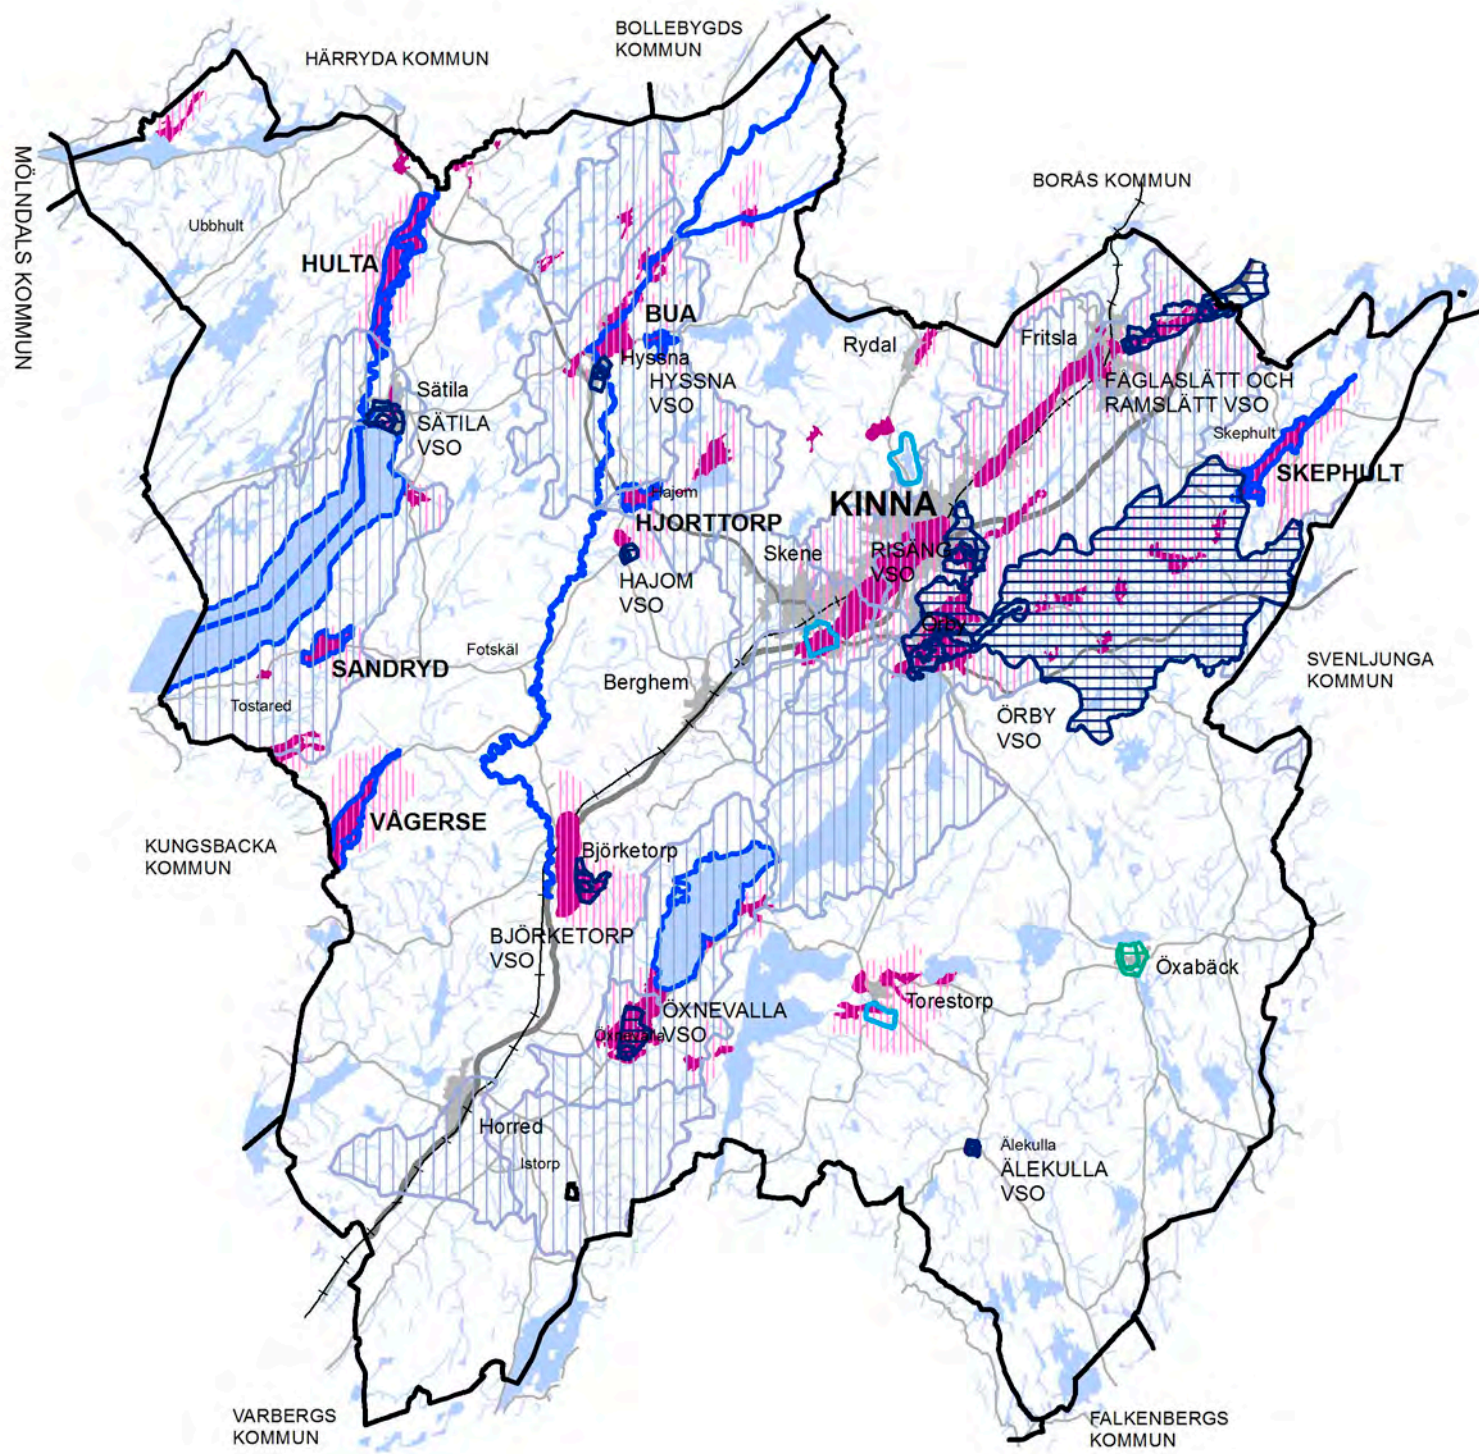 BOLLEBYGDS
KOMMUN
HÄRRYDA KOMMUN
MÖLNDALS KOMMUN
BORÅS KOMMUN
Ubbhult
HULTA
BUA
Rydal
Fritsla
Hyssna
HYSSNA
VSO
FAGLASLÄTT OCH
RAMSLÄTT VSO
Sätila
SÄTILA
VSO
Skephult
SKEPHULT
Hajom
KINNA
HJORTTORP
Skene
RISÄNG
VSO
HAJOM
VSO
Örby
Fotskäl
SANDRYD
Berghem
SVENLJUNGA
KOMMUN
Tostared
ÖRBY
VSO
VÅGERSE
KUNGSBACKA
KOMMUN
Björketorp
BJÖRKETORP
VSO
Öxabäck
Torestorp
ÖXNEVALLA
VSO
Öxnevalla
Horred
Istorp
Älekulla
ÄLEKULLA
VSO
VARBERGS
KOMMUN
FALKENBERGS
KOMMUN